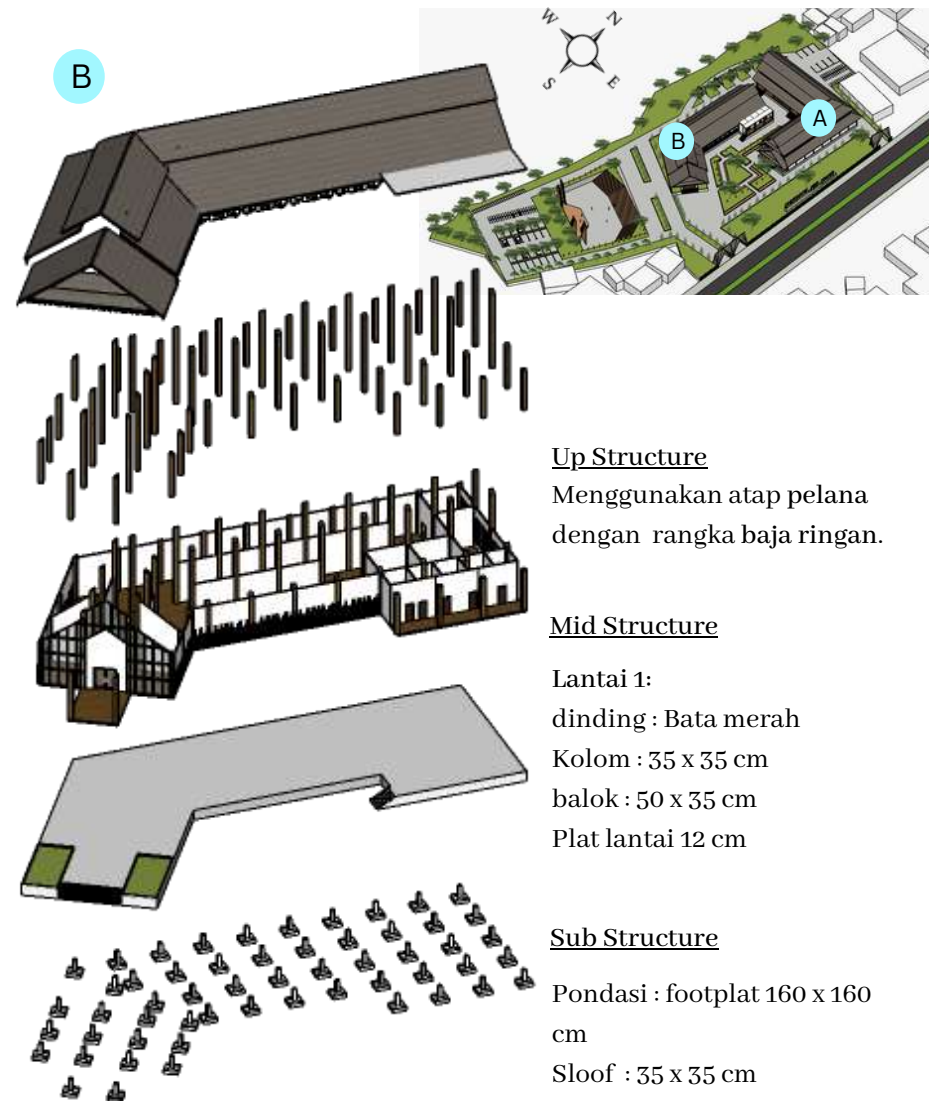 B
W
N
S
E
A
B
Up Structure
Menggunakan atap pelana
dengan rangka baja ringan.
Mid Structure
Lantai 1:
dinding : Bata merah
Kolom : 35 x 35 cm
balok : 50 x 35 cm
Plat lantai 12 cm
Sub Structure
Pondasi : footplat 160 x 160
cm
Sloof : 35 x 35 cm